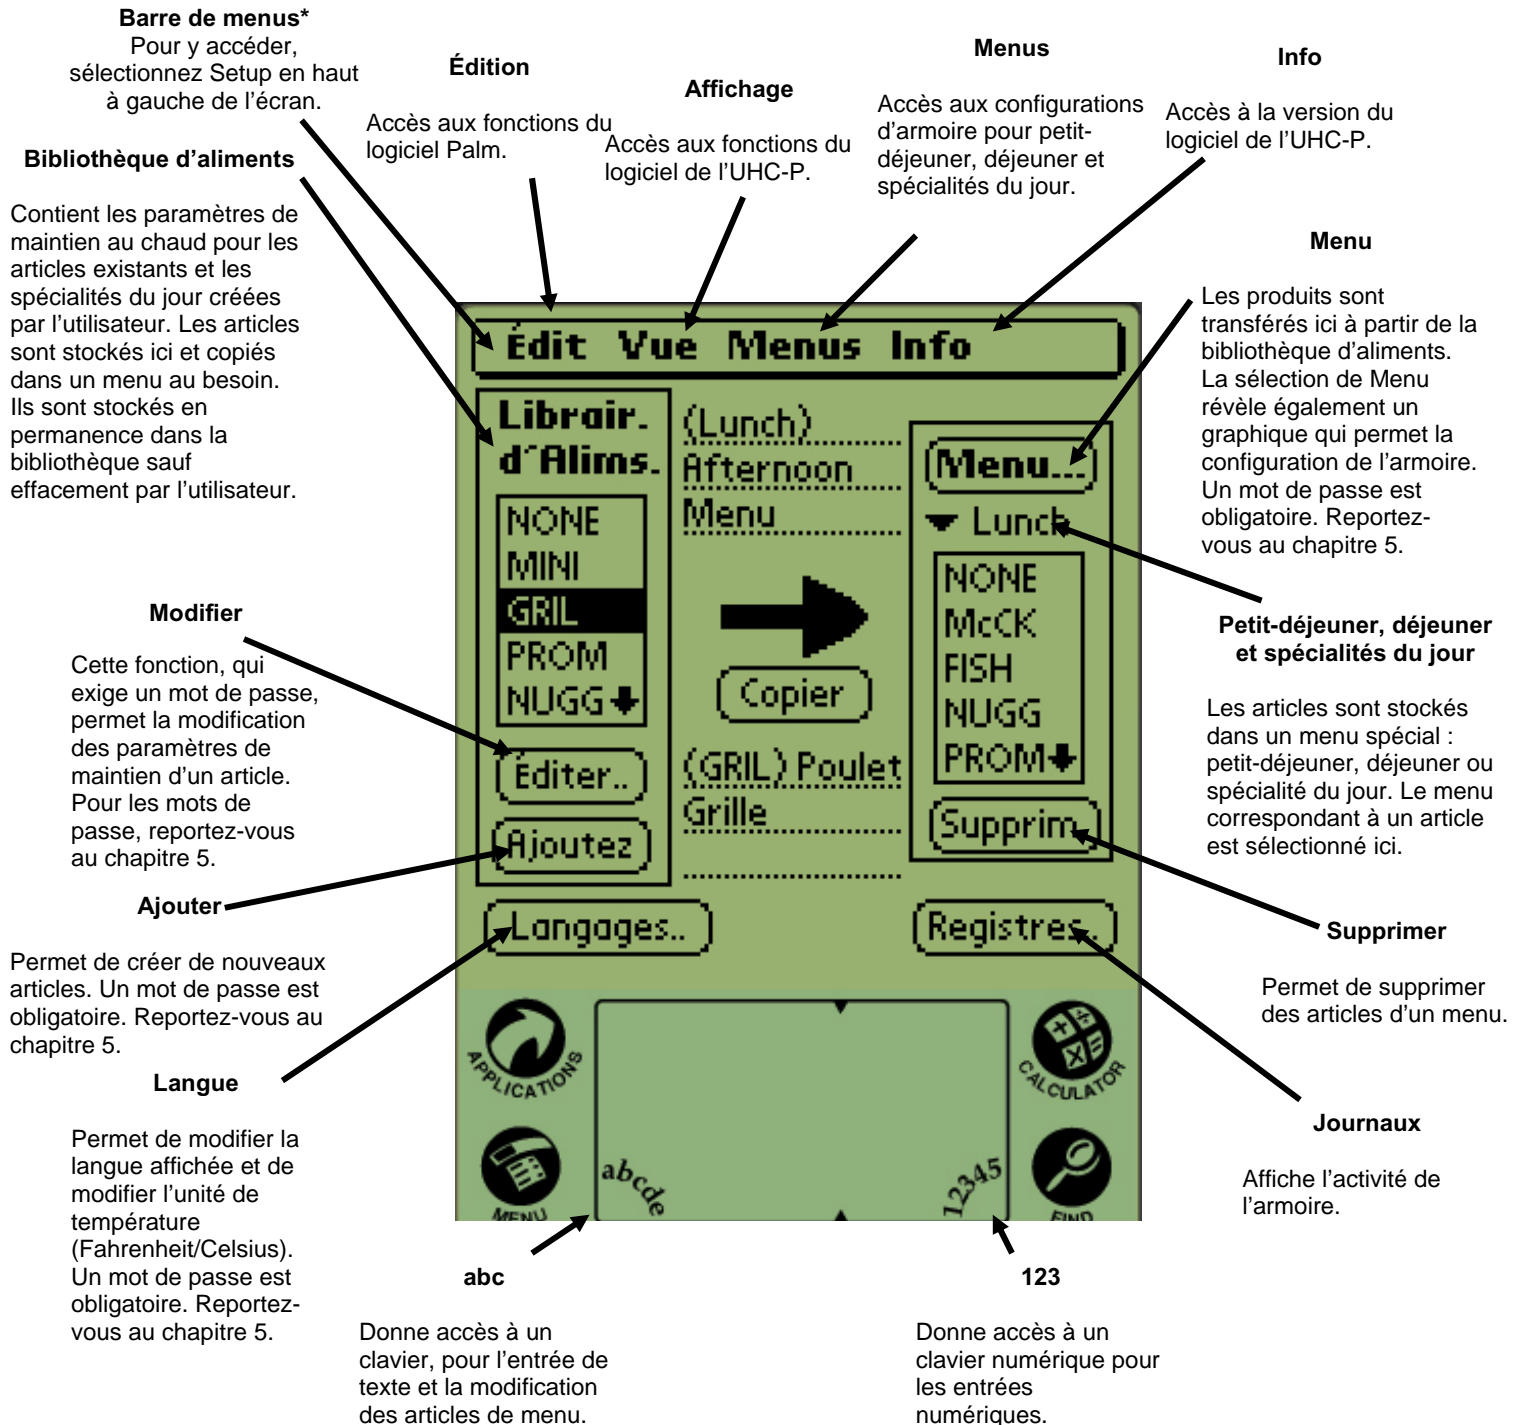 Barre de menus*
Pour y accéder,
sélectionnez Setup en haut
à gauche de l’écran.
Édition
Accès aux fonctions du
logiciel Palm.
Affichage
Accès aux fonctions du
logiciel de l’UHC-P.
Menus
Accès aux configurations
d’armoire pour petit-
déjeuner, déjeuner et
spécialités du jour.
Info
Accès à la version du
logiciel de l’UHC-P.
Bibliothèque d’aliments
Contient les paramètres de
maintien au chaud pour les
articles existants et les
spécialités du jour créées
par l’utilisateur. Les articles
sont stockés ici et copiés
dans un menu au besoin.
Ils sont stockés en
permanence dans la
bibliothèque sauf
effacement par l’utilisateur.
Menu
Les produits sont
transférés ici à partir de la
bibliothèque d’aliments.
La sélection de Menu
révèle également un
graphique qui permet la
configuration de l’armoire.
Un mot de passe est
obligatoire. Reportez-
vous au chapitre 5.
Édit Vue Menus Info
Librair.
d´Alims.
NONE
MINI
GRIL
PROM
NUGG
Éditer..
Ajoutez
(Lunch)
Afternoon
Menu
Copier
(GRIL) Poulet
Grille
Menu...
Lunch
NONE
McCK
FISH
NUGG
PROM
Supprim.
Langages..
Registres..
Modifier
Cette fonction, qui
exige un mot de passe,
permet la modification
des paramètres de
maintien d’un article.
Pour les mots de
passe, reportez-vous
au chapitre 5.
Petit-déjeuner, déjeuner
et spécialités du jour
Les articles sont stockés
dans un menu spécial :
petit-déjeuner, déjeuner ou
spécialité du jour. Le menu
correspondant à un article
est sélectionné ici.
Ajouter
Permet de créer de nouveaux
articles. Un mot de passe est
obligatoire. Reportez-vous au
chapitre 5.
Supprimer
Permet de supprimer
des articles d’un menu.
Langue
Permet de modifier la
langue affichée et de
modifier l’unité de
température
(Fahrenheit/Celsius).
Un mot de passe est
obligatoire. Reportez-
vous au chapitre 5.
Journaux
Affiche l’activité de
l’armoire.
APPLICATIONS
CALCULATOR
MENU
abcde
12345
FIND
abc
Donne accès à un
clavier, pour l’entrée de
texte et la modification
des articles de menu.
123
Donne accès à un
clavier numérique pour
les entrées
numériques.